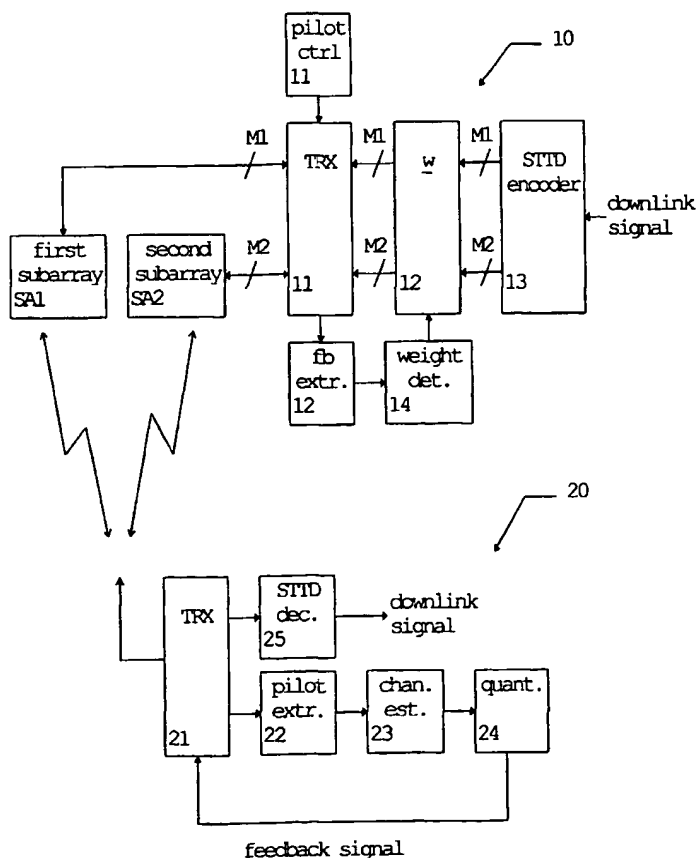 pilot
ctrl
11
10
M1
M1
M1
TRX
w
STTD
encoder
downlink
signal
first
subarray
SA1
second
subarray
SA2
M2
M2
M2
11
12
13
fb
extr.
12
weight
det.
14
20
TRX
STTD
dec.
25
downlink
signal
pilot
extr.
22
chan.
est.
23
quant.
24
21
feedback signal